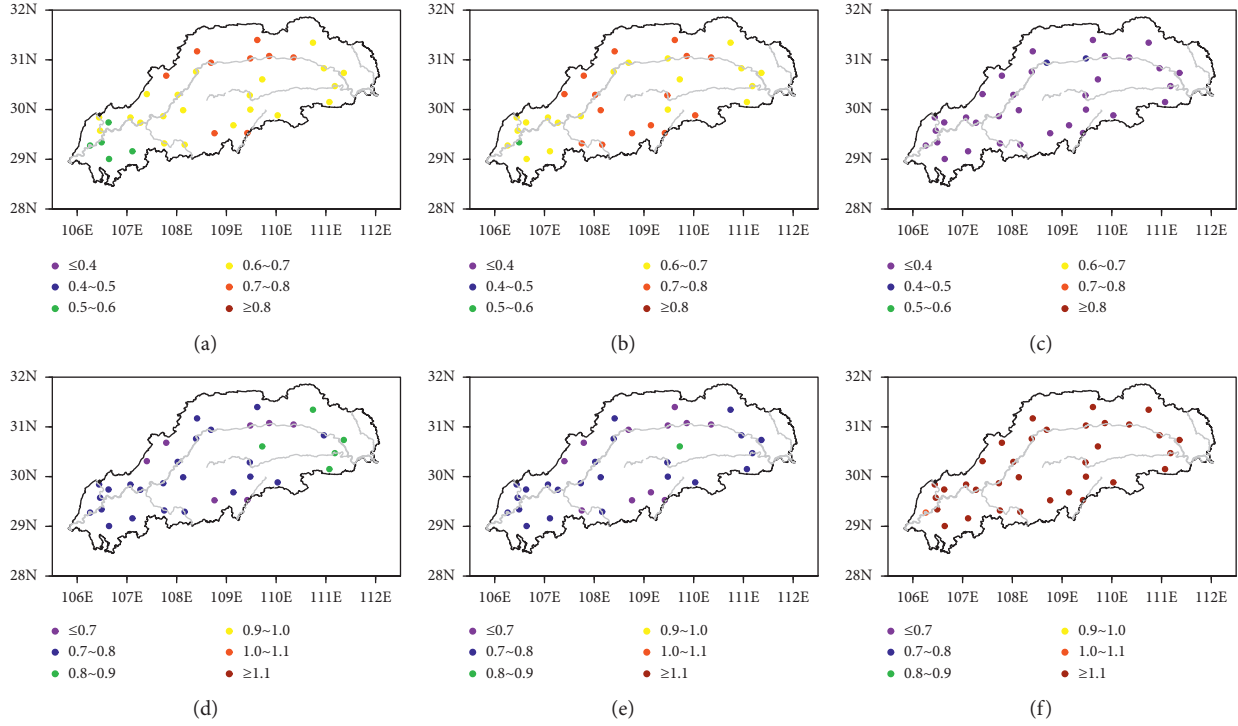 32N 32N 32N
31N 31N 31N
30N 30N 30N
29N 29N 29N
28N 28N 28N
106E 107E 108E 109E 110E 111E 112E 106E 107E 108E 109E 110E 111E 112E 106E 107E 108E 109E 110E 111E 112E
≤0.4 0.6~0.7 ≤0.4 0.6~0.7 ≤0.4 0.6~0.7
0.4~0.5 0.7~0.8 0.4~0.5 0.7~0.8 0.4~0.5 0.7~0.8
0.5~0.6 ≥0.8 0.5~0.6 ≥0.8 0.5~0.6 ≥0.8
(a) (b) (c)
32N 32N 32N
31N 31N 31N
30N 30N 30N
29N 29N 29N
28N 28N 28N
106E 107E 108E 109E 110E 111E 112E 106E 107E 108E 109E 110E 111E 112E 106E 107E 108E 109E 110E 111E 112E
≤0.7 0.9~1.0 ≤0.7 0.9~1.0 ≤0.7 0.9~1.0
0.7~0.8 1.0~1.1 0.7~0.8 1.0~1.1 0.7~0.8 1.0~1.1
0.8~0.9 ≥1.1 0.8~0.9 ≥1.1 0.8~0.9 ≥1.1
(d) (e) (f)